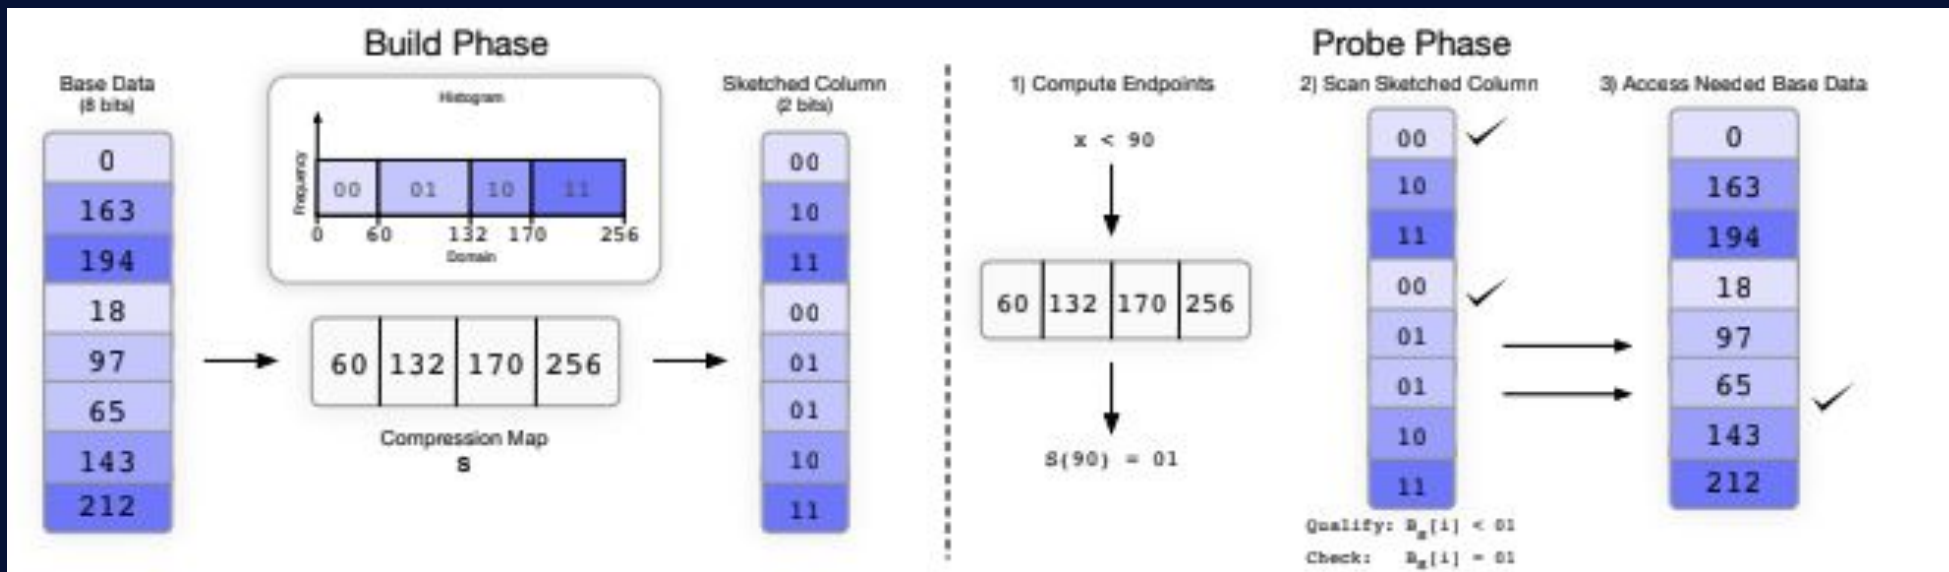 Build Phase
Base Data
(8 bits)
0
163
194
18
97
65
143
212
Histogram
Frequency
00 01 10 11
0 60 132 170 256
Domain
60 132 170 256
Compression Map
S
Sketched Column
(2 bits)
00
10
11
00
01
01
10
11
Probe Phase
1) Compute Endpoints
x < 90
60 132 170 256
S(90) = 01
2) Scan Sketched Column
00
10
11
00
01
01
10
11
Qualify: Bs[i] < 01
Check: Bs[i] = 01
3) Access Needed Base Data
0
163
194
18
97
65
143
212